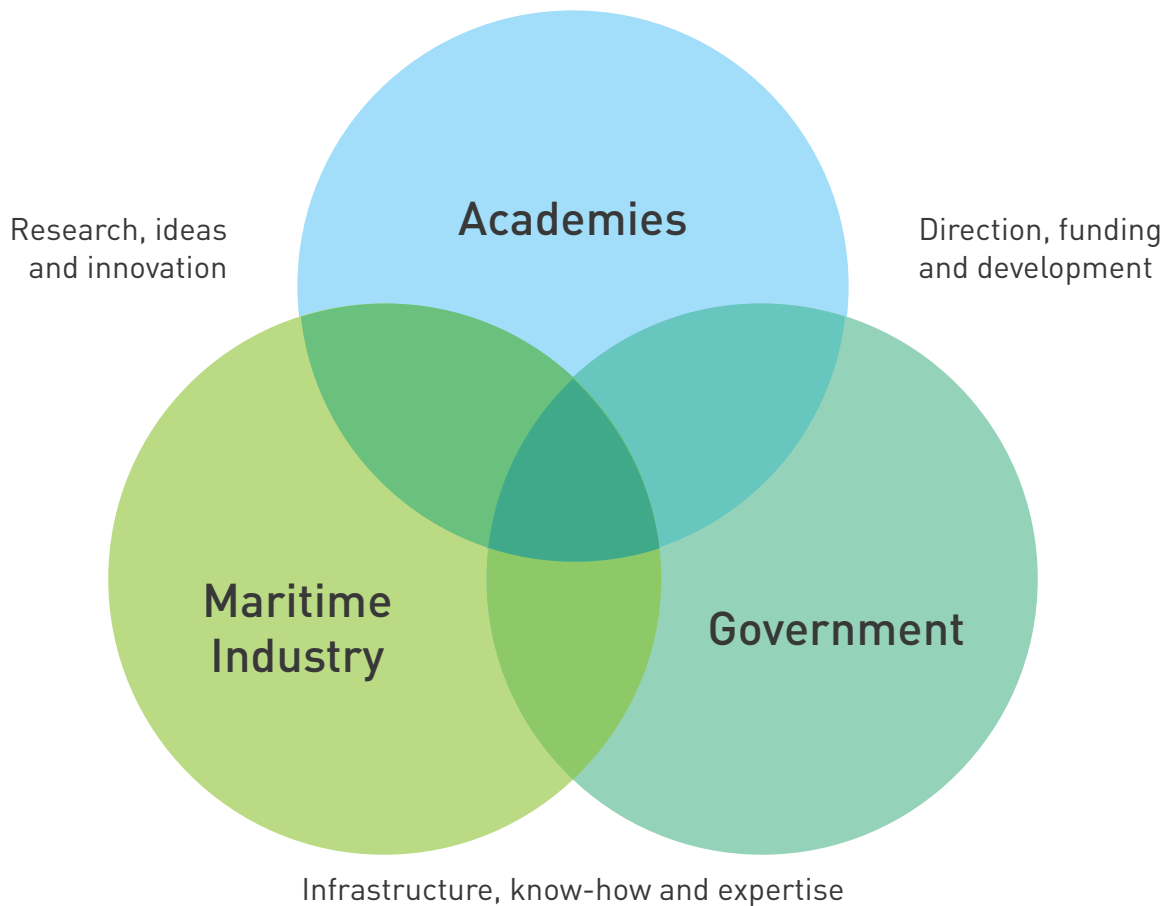 Academies
Research, ideas
and innovation
Direction, funding
and development
Maritime
Industry
Government
Infrastructure, know-how and expertise